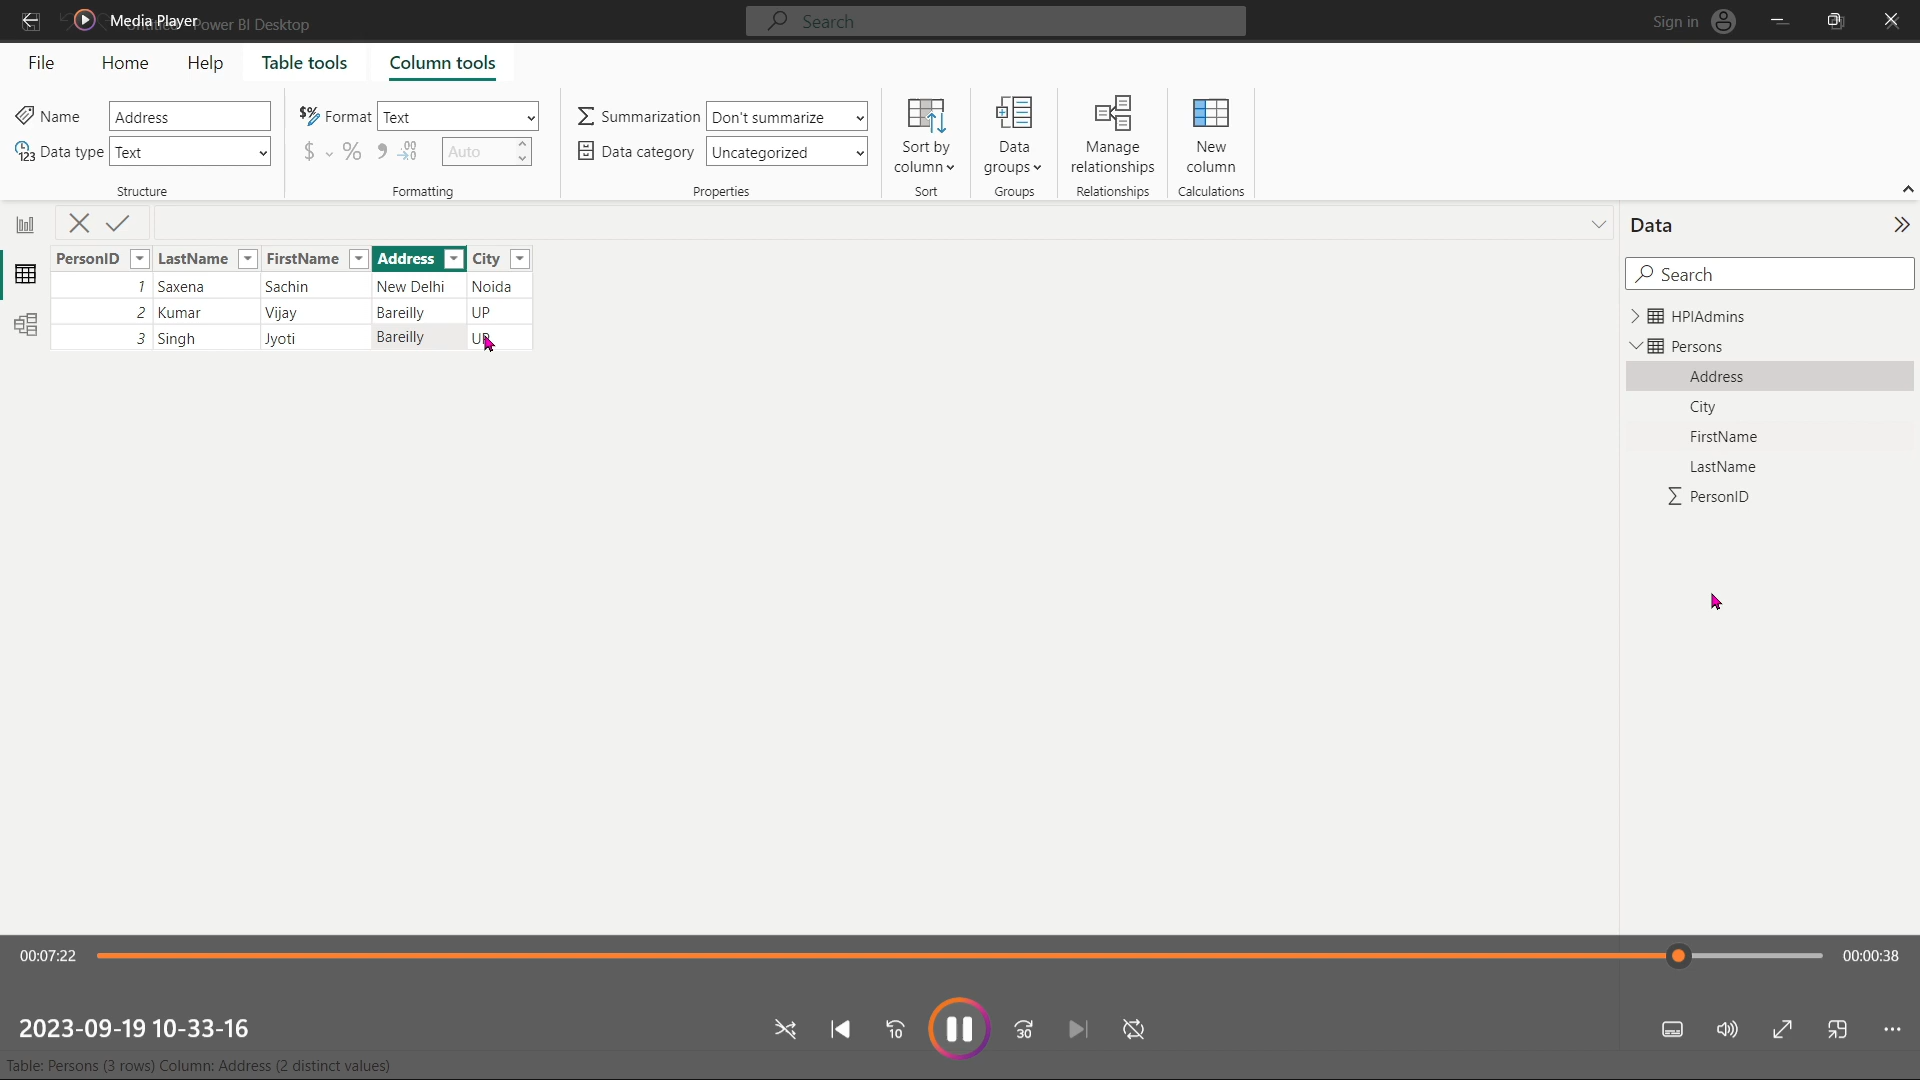 Media Player
Untitled - Power BI Desktop
Search
Sign in
File Home Help Table tools Column tools
Name Address
Data type Text
Structure
$% Format Text
$ % 9 .00 Auto
Formatting
Summarization Don't summarize
Data category Uncategorized
Properties
Sort by
column
Sort
Data
groups
Groups
Manage
relationships
Relationships
New
column
Calculations
PersonID LastName FirstName Address City
1 Saxena Sachin New Delhi Noida
2 Kumar Vijay Bareilly UP
3 Singh Jyoti Bareilly UP
Data
Search
HPIAdmins
Persons
Address
City
FirstName
LastName
PersonID
00:07:22
00:00:38
2023-09-19 10-33-16
10
30
Table: Persons (3 rows) Column: Address (2 distinct values)